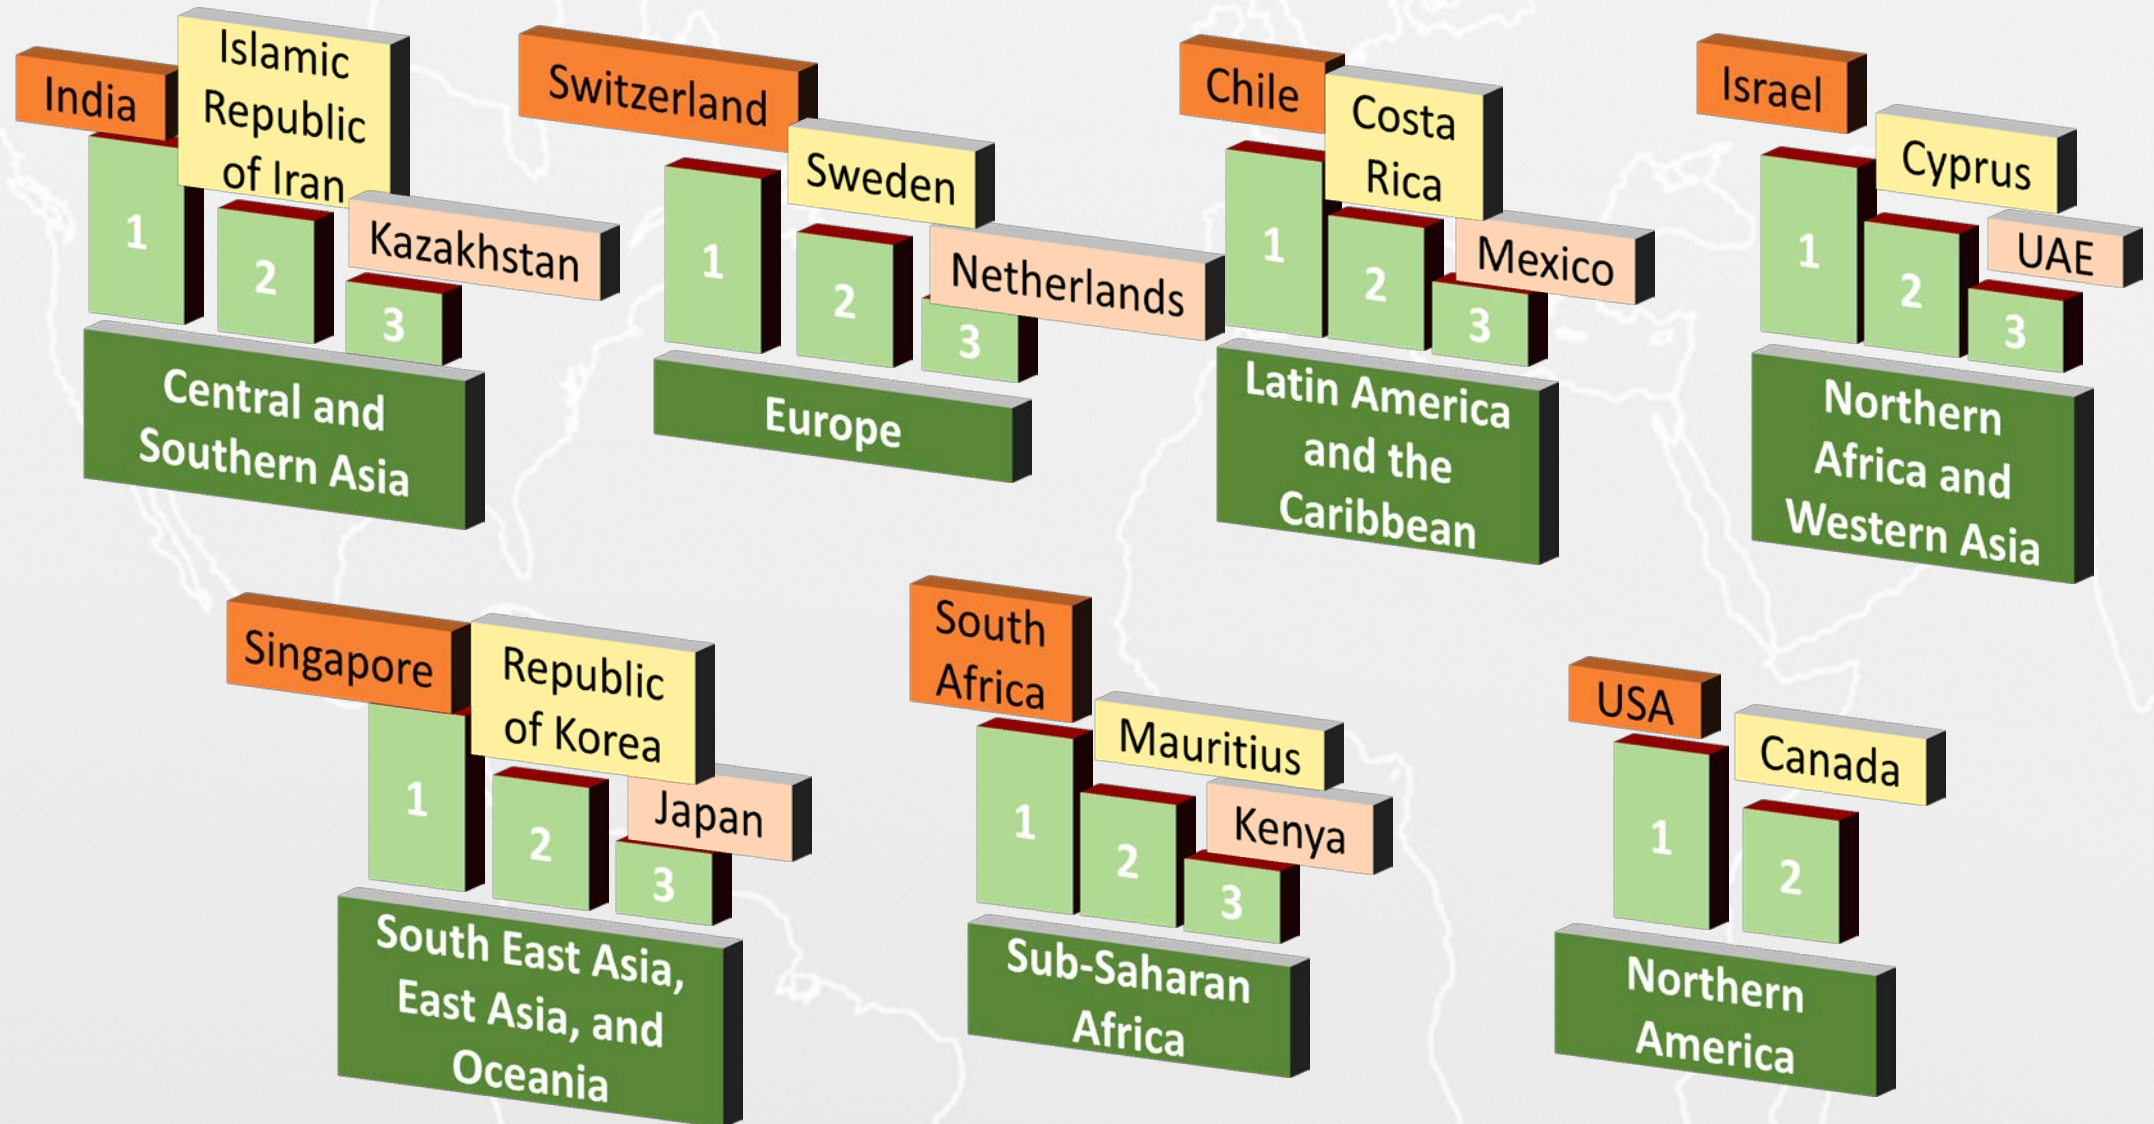 India
Islamic
Republic
of Iran
Kazakhstan
1
2
3
Central and
Southern Asia
Switzerland
Sweden
Netherlands
1
2
3
Europe
Chile
Costa
Rica
Mexico
1
2
3
Latin America
and the
Caribbean
Israel
Cyprus
UAE
1
2
3
Northern
Africa and
Western Asia
Singapore
Republic
of Korea
Japan
1
2
3
South East Asia,
East Asia, and
Oceania
South
Africa
Mauritius
Kenya
1
2
3
Sub-Saharan
Africa
USA
Canada
1
2
Northern
America